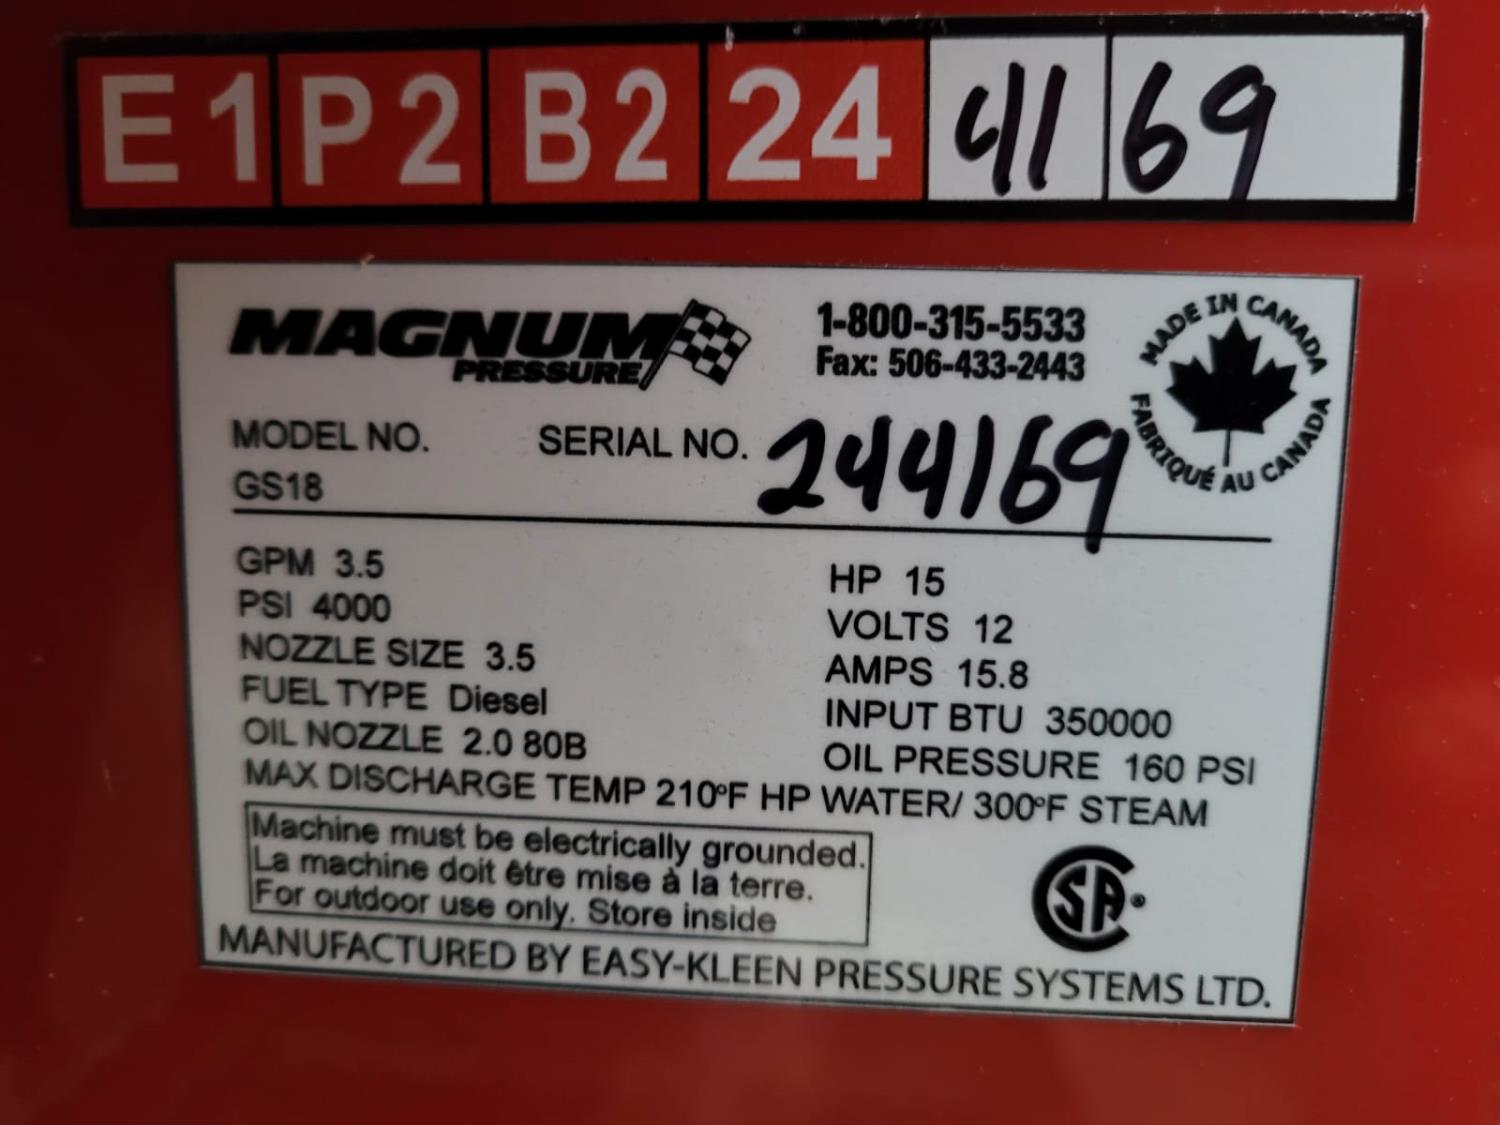 E1 P2 B2 24 41 69
MAGNUM
PRESSURE
1-800-315-5533
Fax: 506-433-2443
MADE IN CANADA
FABRIQUÉ AU CANADA
MODEL NO.
GS18
SERIAL NO. 244169
GPM 3.5
PSI 4000
NOZZLE SIZE 3.5
FUEL TYPE Diesel
OIL NOZZLE 2.0 80B
HP 15
VOLTS 12
AMPS 15.8
INPUT BTU 350000
OIL PRESSURE 160 PSI
MAX DISCHARGE TEMP 210°F HP WATER/ 300°F STEAM
Machine must be electrically grounded.
La machine doit être mise à la terre.
For outdoor use only. Store inside
SA®
MANUFACTURED BY EASY-KLEEN PRESSURE SYSTEMS LTD.